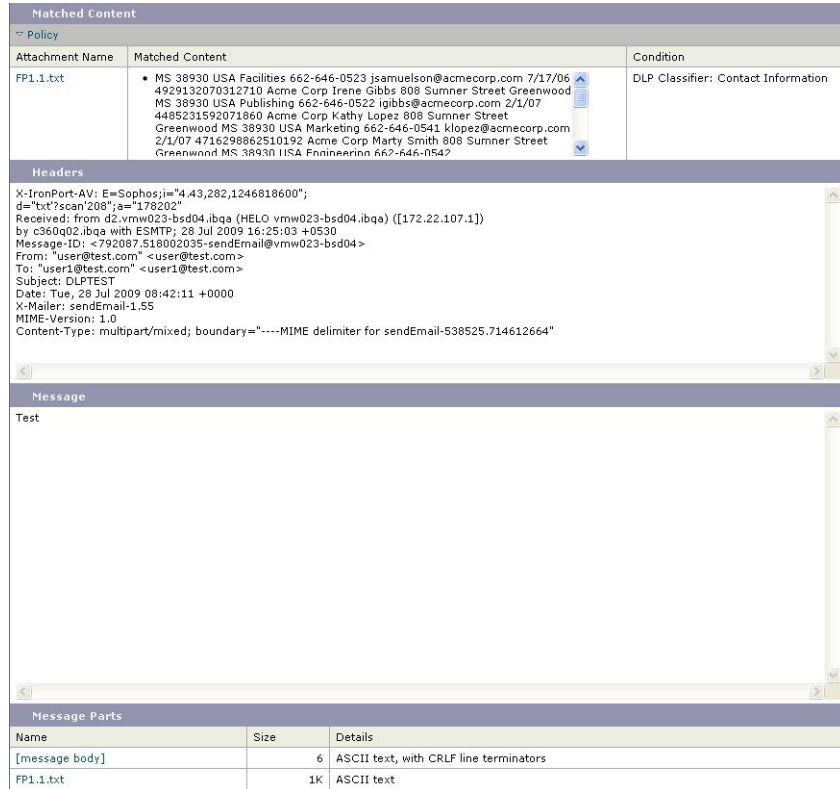 Matched Content
Policy
Attachment Name Matched Content Condition
FP1.1.txt
MS 38930 USA Facilities 662-646-0523 jsamuelson@acmecorp.com 7/17/06
4929132070312710 Acme Corp Irene Gibbs 808 Sumner Street Greenwood
MS 38930 USA Publishing 662-646-0522 igibbs@acmecorp.com 2/1/07
4485231592071860 Acme Corp Kathy Lopez 808 Sumner Street
Greenwood MS 38930 USA Marketing 662-646-0541 klopez@acmecorp.com
2/1/07 4716298862510192 Acme Corp Marty Smith 808 Sumner Street
Greenwood MS 38930 USA Engineering 662-646-0542
DLP Classifier: Contact Information
Headers
X-IronPort-AV: E=Sophos;i="4.43,282,1246818600";
d="txt'?scan'208";a="178202"
Received: from d2.vmw023-bsd04.ibqa (HELO vmw023-bsd04.ibqa) ([172.22.107.1])
by c360q02.ibqa with ESMTP; 28 Jul 2009 16:25:03 +0530
Message-ID: <792087.518002035-sendEmail@vmw023-bsd04>
From: "user@test.com" <user@test.com>
To: "user1@test.com" <user1@test.com>
Subject: DLPTEST
Date: Tue, 28 Jul 2009 08:42:11 +0000
X-Mailer: sendEmail-1.55
MIME-Version: 1.0
Content-Type: multipart/mixed; boundary="----MIME delimiter for sendEmail-538525.714612664"
Message
Test
Message Parts
Name Size Details
[message body] 6 ASCII text, with CRLF line terminators
FP1.1.txt 1K ASCII text